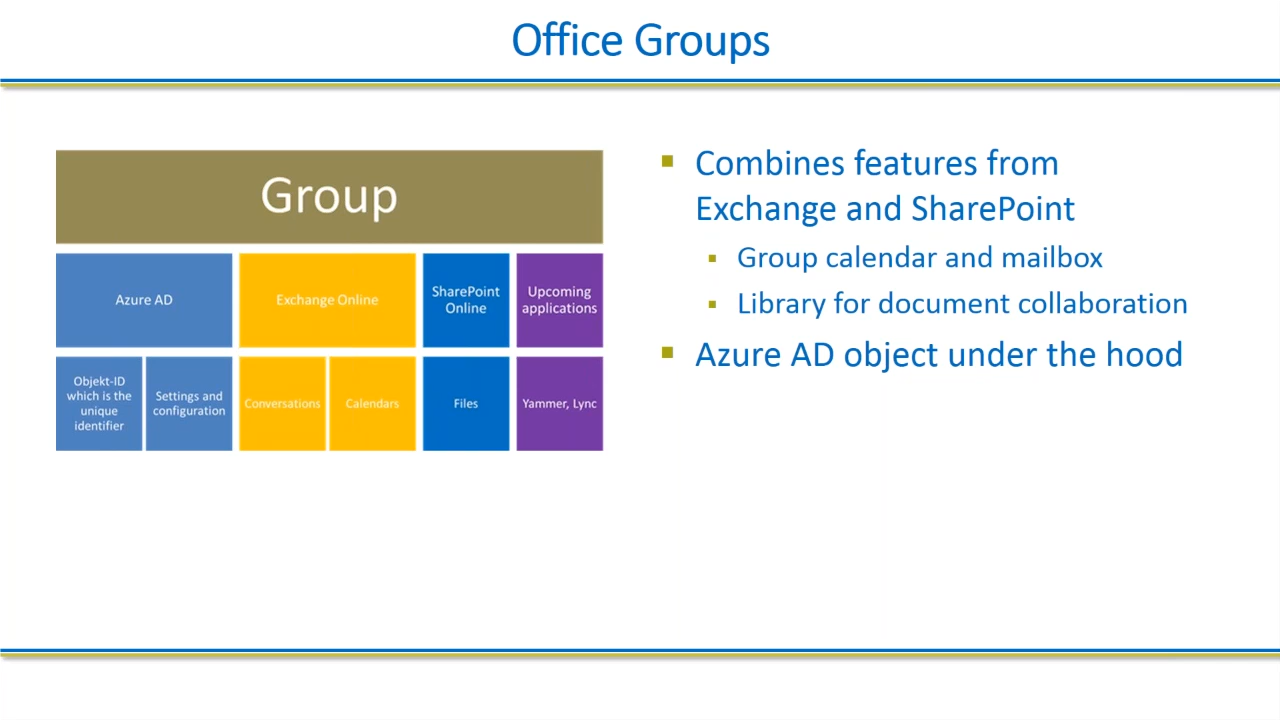 Office Groups
Group
Azure AD
Exchange Online
SharePoint
Online
Upcoming
applications
Objekt-ID
which is the
unique
identifier
Settings and
configuration
Conversations
Calendars
Files
Yammer, Lync
Combines features from
Exchange and SharePoint
Group calendar and mailbox
Library for document collaboration
Azure AD object under the hood